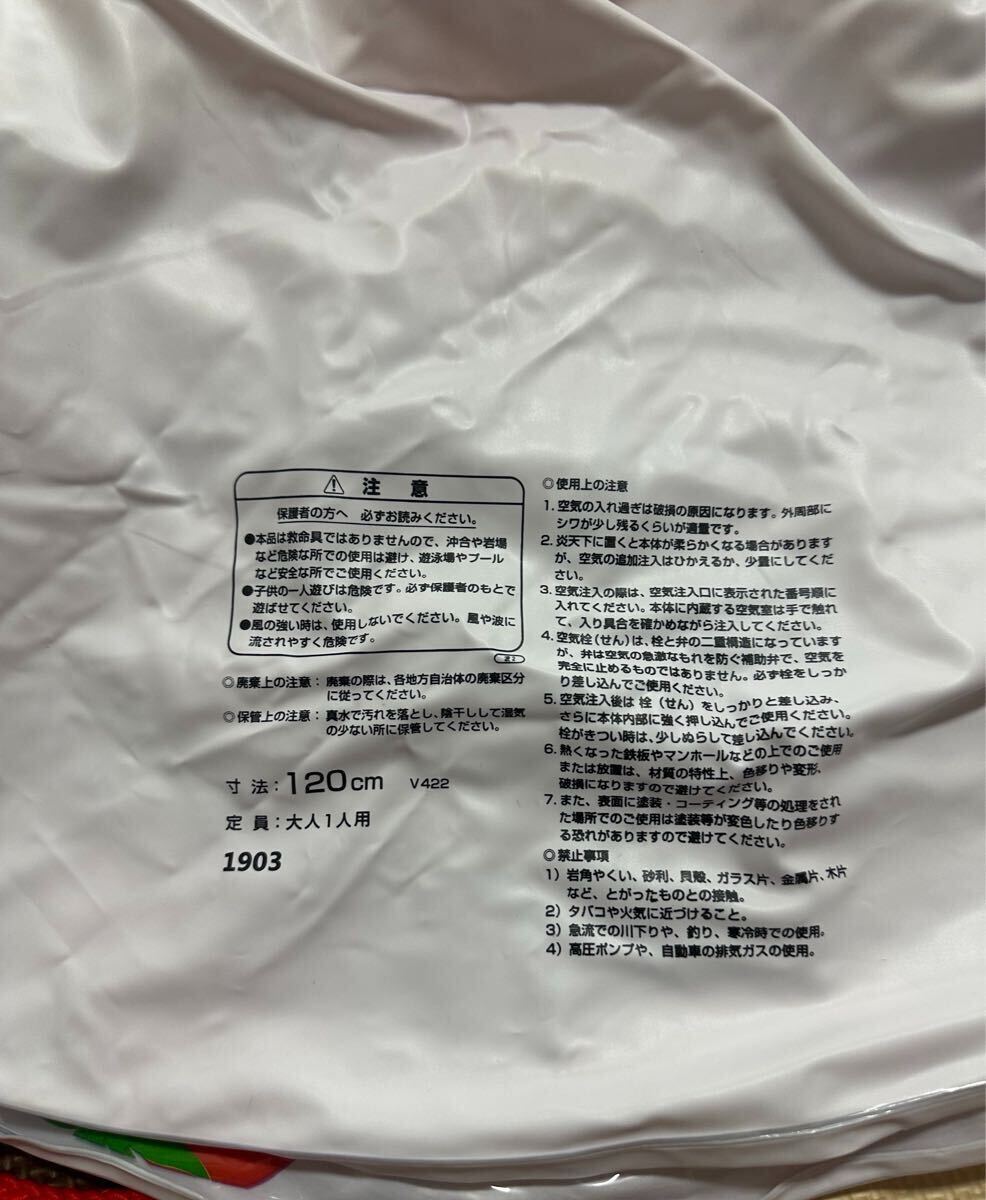 ⚠ 注意
保護者の方へ 必ずお読みください。
●本品は救命具ではありませんので、沖合や岩場
など危険な所での使用は避け、遊泳場やプール
など安全な所でご使用ください。
●子供の一人遊びは危険です。必ず保護者のもとで
遊ばせてください。
●風の強い時は、使用しないでください。風や波に
流されやすく危険です。
◎廃棄上の注意：廃棄の際は、各地方自治体の廃棄区分
に従ってください。
◎保管上の注意：真水で汚れを落とし、陰干しして湿気
の少ない所に保管してください。
寸法：120cm V422
定員：大人1人用
1903
◎使用上の注意
1. 空気の入れ過ぎは破損の原因になります。外周部に
シワが少し残るくらいが適量です。
2. 炎天下に置くと本体が柔らかくなる場合があります
が、空気の追加注入はひかえるか、少量にしてくだ
さい。
3. 空気注入の際は、空気注入口に表示された番号順に
入れてください。本体に内蔵する空気室は手で触れ
て、入り具合を確かめながら注入してください。
4. 空気栓(せん)は、栓と弁の二重構造になっています
が、弁は空気の急激なもれを防ぐ補助弁で、空気を
完全に止めるものではありません。必ず栓をしっか
り差し込んでご使用ください。
5. 空気注入後は栓(せん)をしっかりと差し込み、
さらに本体内部に強く押し込んでご使用ください。
栓がきつい時は、少しぬらして差し込んでください。
6. 熱くなった鉄板やマンホールなどの上でのご使用
または放置は、材質の特性上、色移りや変形、
破損になりますので避けてください。
7. また、表面に塗装・コーティング等の処理をされ
た場所でのご使用は塗装等が変色したり色移りす
る恐れがありますので避けてください。
◎禁止事項
1) 岩角やくい、砂利、貝殻、ガラス片、金属片、木片
など、とがったものとの接触。
2) タバコや火気に近づけること。
3) 急流での川下りや、釣り、寒冷時での使用。
4) 高圧ポンプや、自動車の排気ガスの使用。